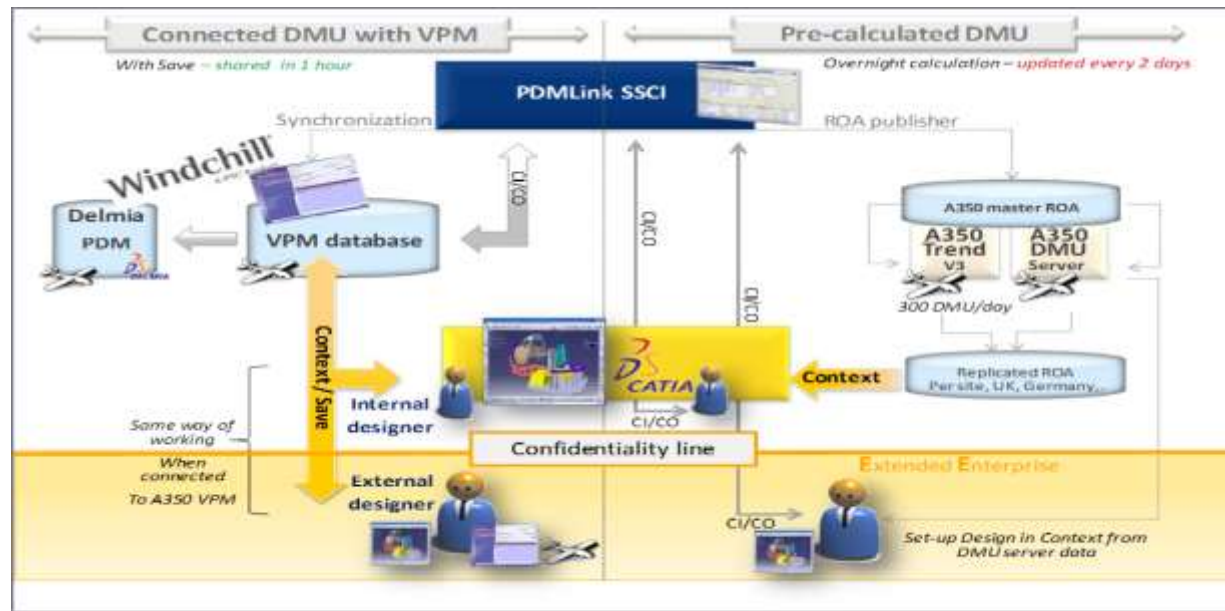 Connected DMU with VPM
Pre-calculated DMU
With Save – shared in 1 hour
Overnight calculation – updated every 2 days
PDMLink SSCI
Synchronization
ROA publisher
Windchill
CI/CO
Delmia
PDM
VPM database
CATIA
A350 master ROA
A350
Trend
V3
A350
DMU
Server
300 DMU/day
CI/CO
CI/CO
Context / Save
CATIA
Context
Replicated ROA
Per site, UK, Germany,..
Internal
designer
CI/CO
Same way of
working
When
connected
To A350 VPM
Confidentiality line
Extended Enterprise
External
designer
CI/CO
Set-up Design in Context from
DMU server data